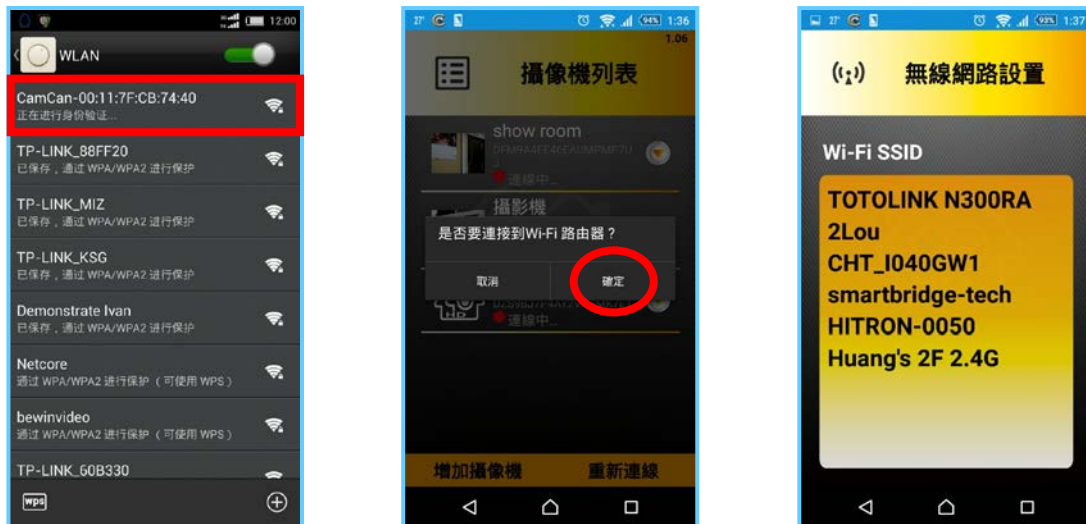 12:00
WLAN
CamCan-00:11:7F:CB:74:40
正在进行身份验证...
TP-LINK_88FF20
已保存，通过 WPA/WPA2 进行保护
TP-LINK_MIZ
已保存，通过 WPA/WPA2 进行保护
TP-LINK_KSG
已保存，通过 WPA/WPA2 进行保护
Demonstrate Ivan
已保存，通过 WPA/WPA2 进行保护
Netcore
通过 WPA/WPA2 进行保护（可使用 WPS）
bewinvideo
通过 WPA/WPA2 进行保护（可使用 WPS）
TP-LINK_60B330
wps
27° 94% 1:36
1.06
攝像機列表
show room
連線中...
攝影機
是否要連接到Wi-Fi 路由器？
取消 確定
HD
連線中...
增加攝像機 重新連線
27° 93% 1:37
無線網路設置
Wi-Fi SSID
TOTOLINK N300RA
2Lou
CHT_I040GW1
smartbridge-tech
HITRON-0050
Huang's 2F 2.4G